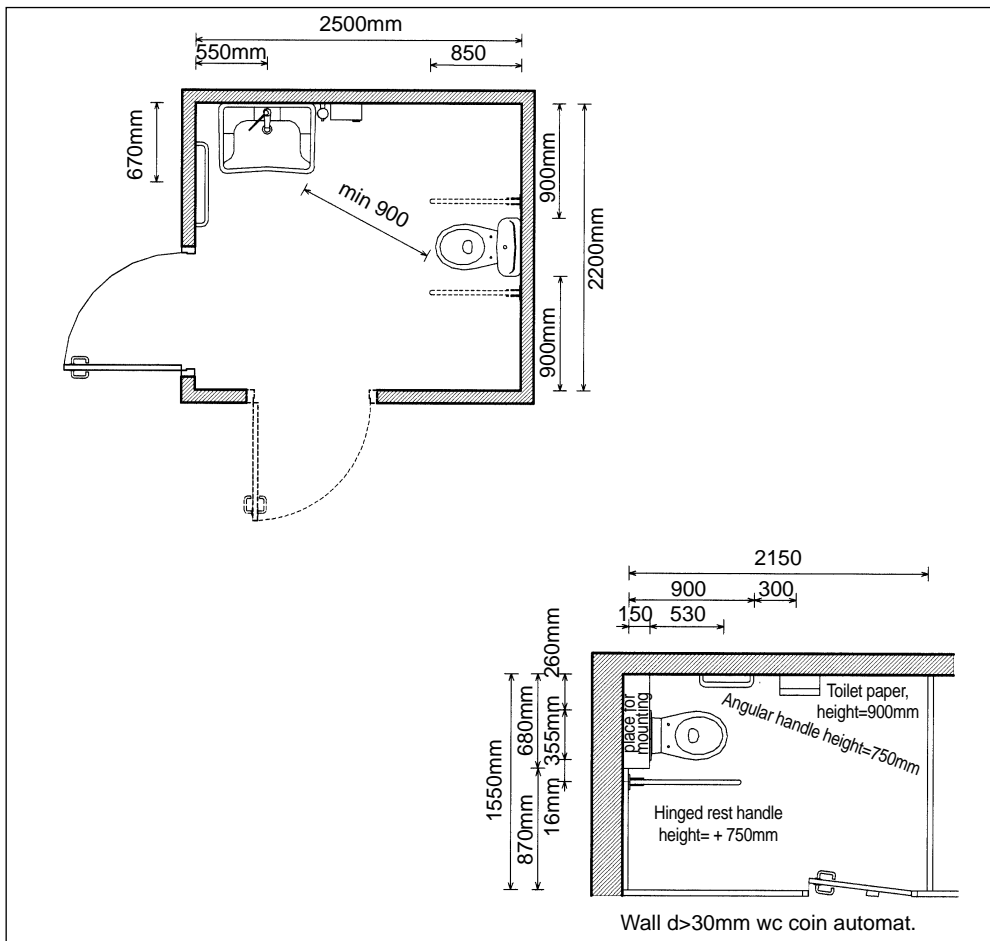 2500mm
550mm
850
670mm
min 900
900mm
2200mm
900mm
2150
900
300
150
530
260mm
680mm
355mm
1550mm
870mm
16mm
place for
mounting
Toilet paper,
height=900mm
Angular handle height=750mm
Hinged rest handle
height= + 750mm
Wall d>30mm wc coin automat.